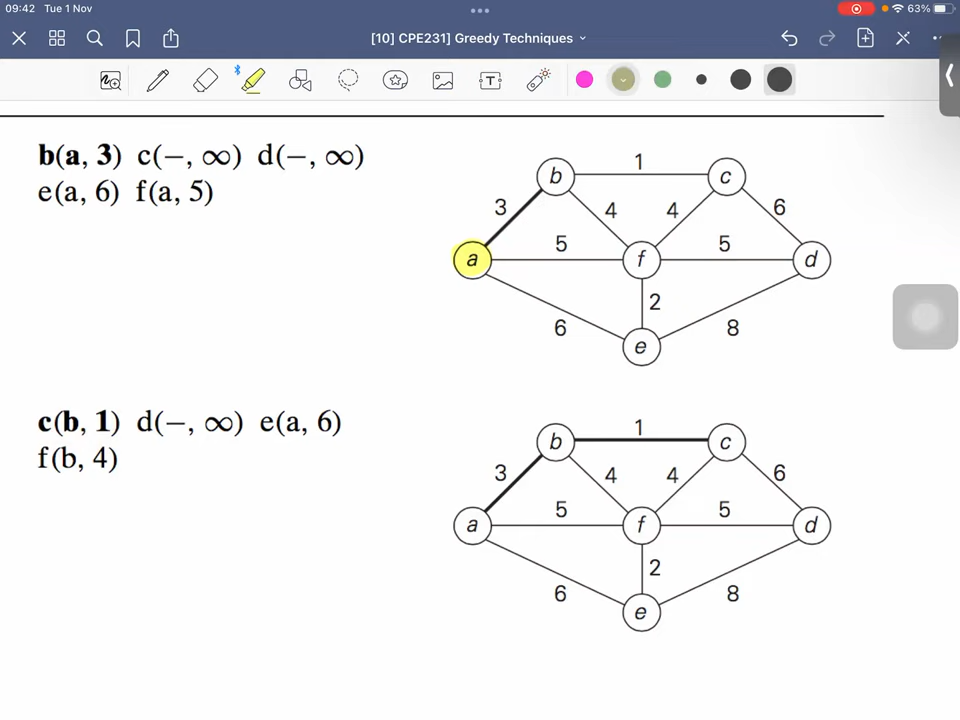 09:42 Tue 1 Nov
63%
[10] CPE231] Greedy Techniques
T
b(a, 3) c(−, ∞) d(−, ∞)
e(a, 6) f(a, 5)
1
b c
3 4 4 6
5 5
a f d
2
6 8
e
c(b, 1) d(−, ∞) e(a, 6)
f(b, 4)
1
b c
3 4 4 6
5 5
a f d
2
6 8
e